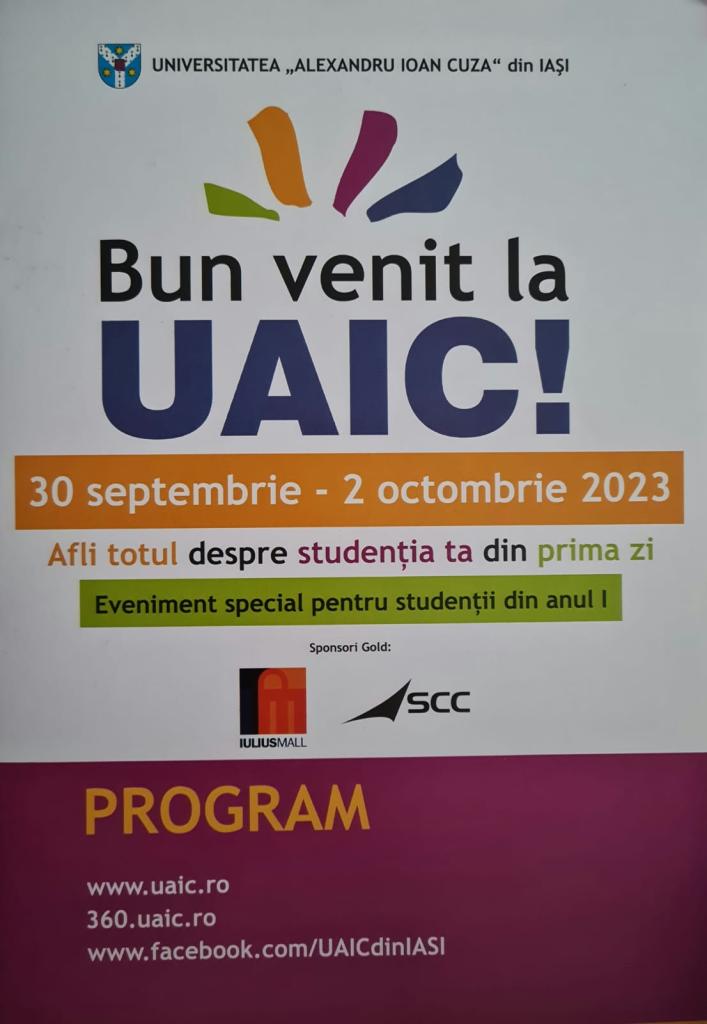 UNIVERSITATEA „ALEXANDRU IOAN CUZA“ din IAŞI
Bun venit la
UAIC!
30 septembrie - 2 octombrie 2023
Afli totul despre studenția ta din prima zi
Eveniment special pentru studenții din anul I
Sponsori Gold:
IULIUSMALL
SCC
PROGRAM
www.uaic.ro
360.uaic.ro
www.facebook.com/UAICdinIASI